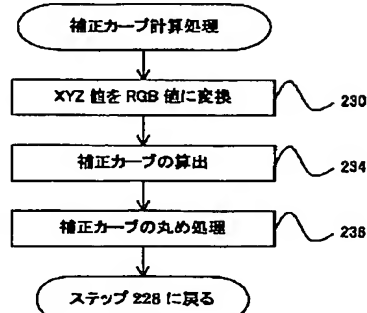 補正カーブ計算処理
XYZ 値を RGB 値に変換
230
補正カーブの算出
234
補正カーブの丸め処理
236
ステップ 228 に戻る